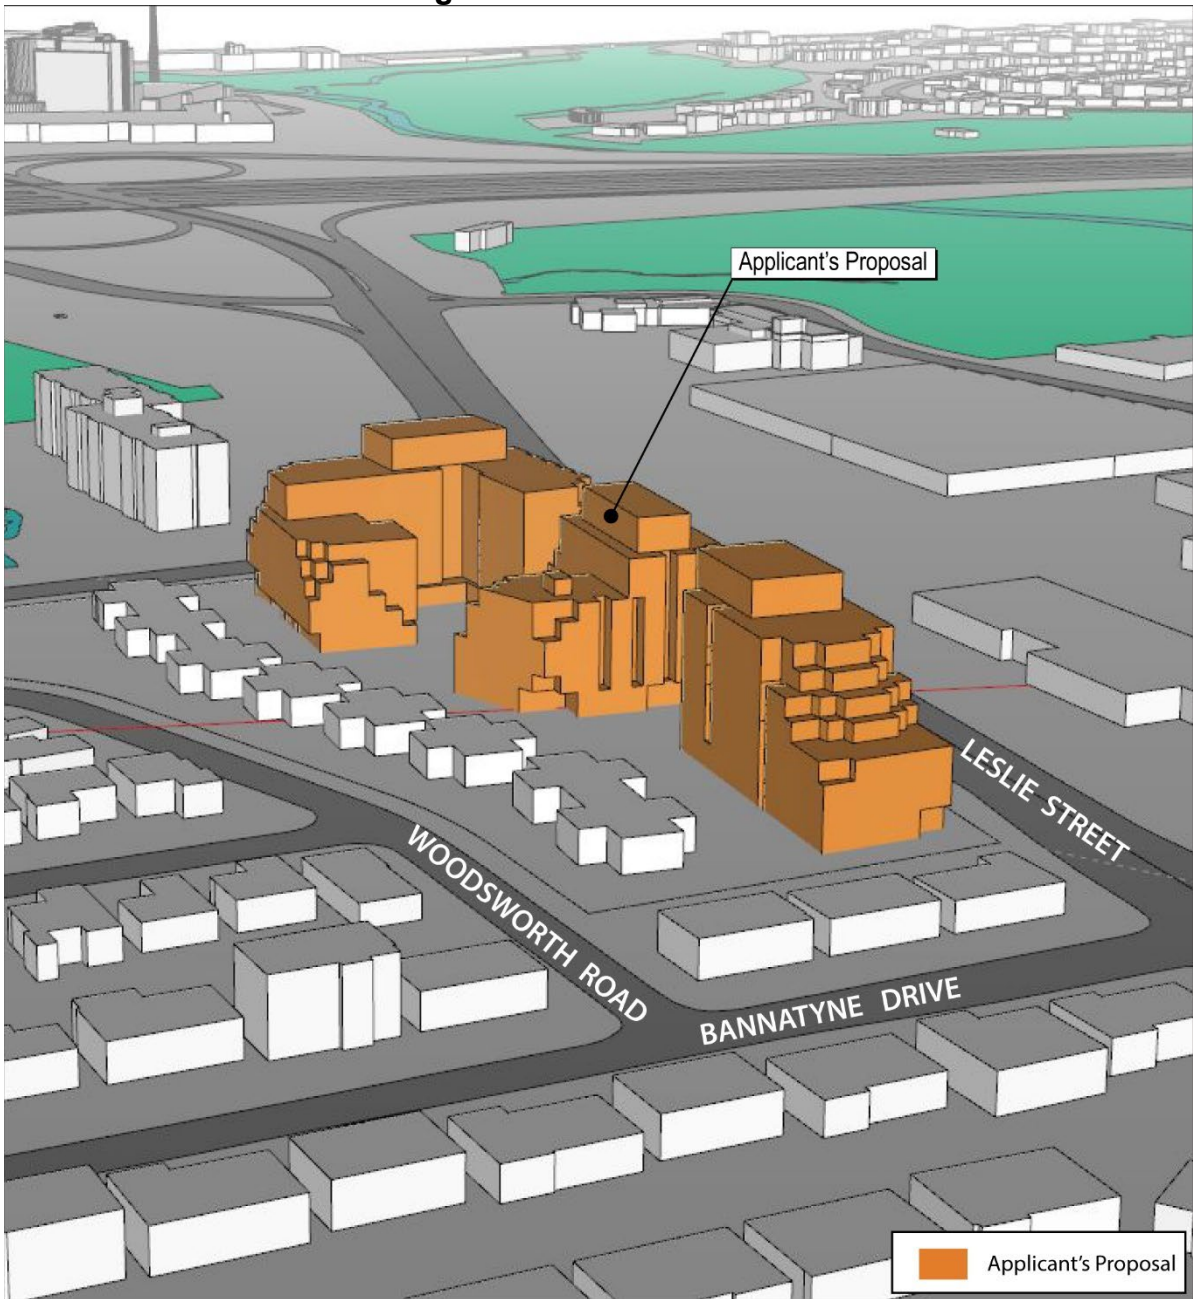 Applicant's Proposal
LESLIE STREET
WOODSWORTH ROAD
BANNATYNE DRIVE
Applicant's Proposal